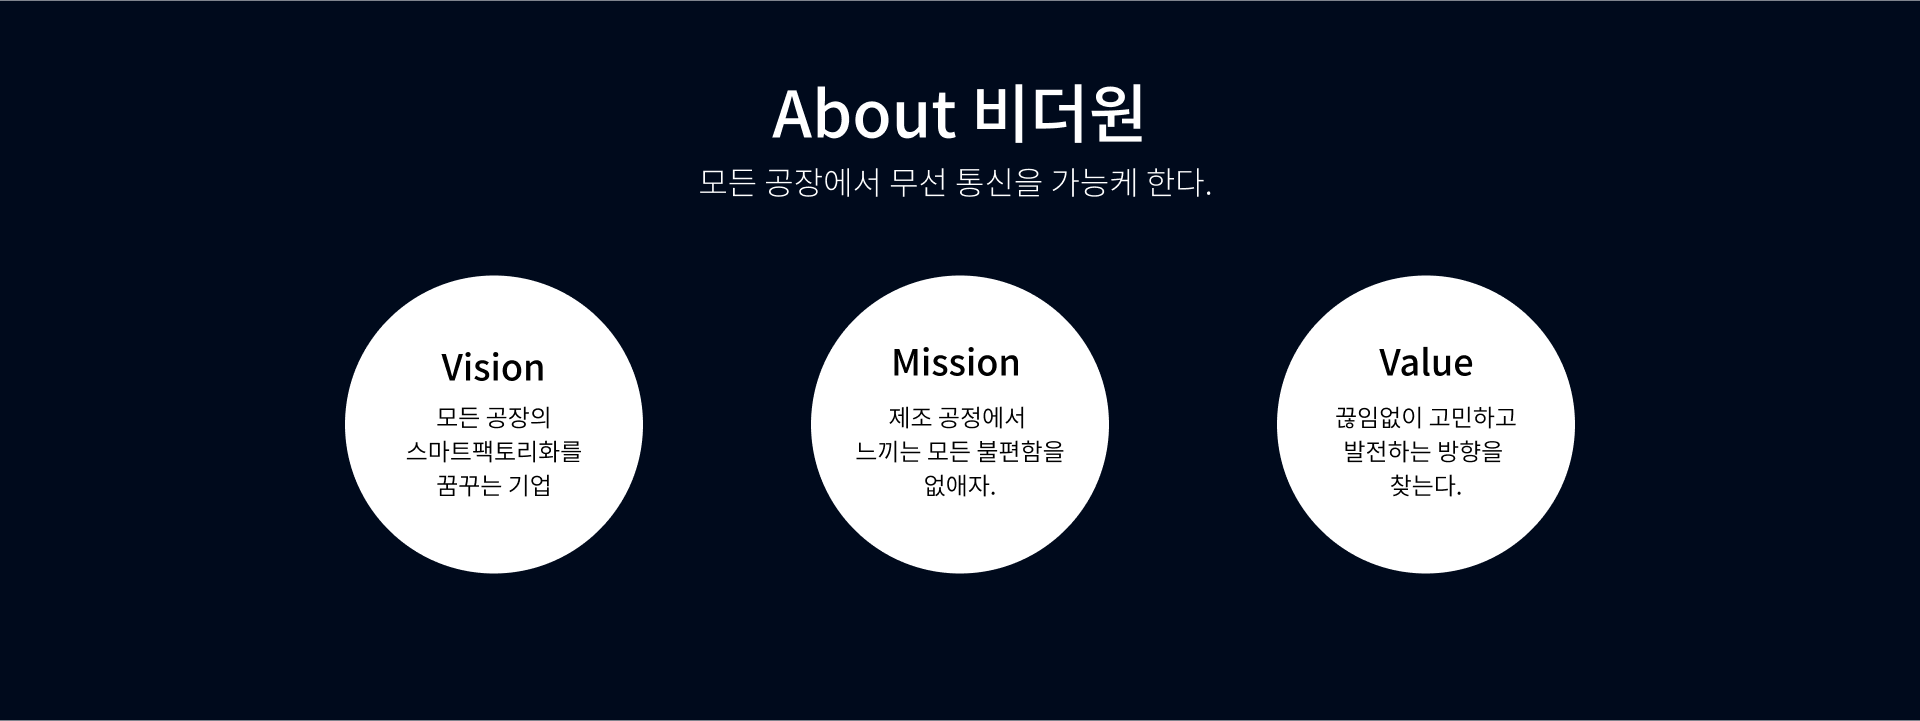 About 비더원
모든 공장에서 무선 통신을 가능케 한다.
Vision
모든 공장의
스마트팩토리화를
꿈꾸는 기업
Mission
제조 공정에서
느끼는 모든 불편함을
없애자.
Value
끊임없이 고민하고
발전하는 방향을
찾는다.